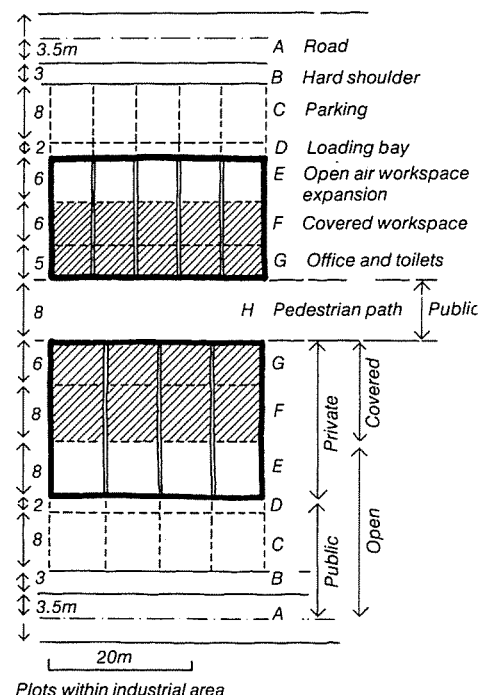 3.5m A Road
3 B Hard shoulder
8 C Parking
2 D Loading bay
6 E Open air workspace
expansion
6 F Covered workspace
5 G Office and toilets
8 H Pedestrian path Public
6 G
8 F
8 E
2 D
8 C
3 B
3.5m A
Covered
Private
Open
Public
20m
Plots within industrial area